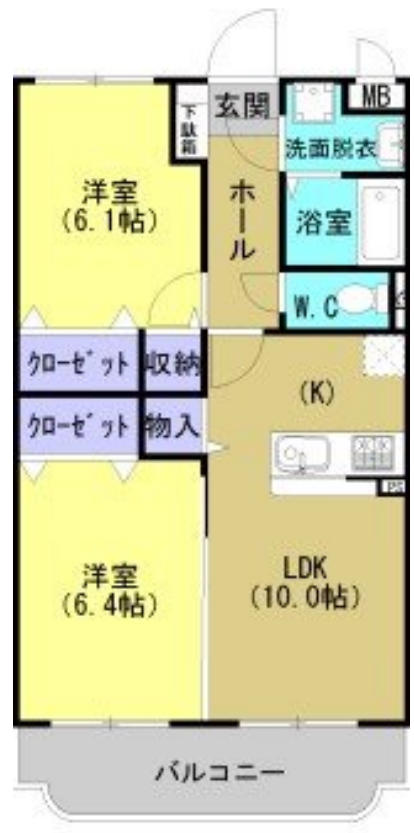 MB
玄関
下駄箱
洗面脱衣
洋室
(6.1帖)
ホール
浴室
W.C
クローゼット
収納
(K)
クローゼット
物入
PS
洋室
(6.4帖)
LDK
(10.0帖)
バルコニー